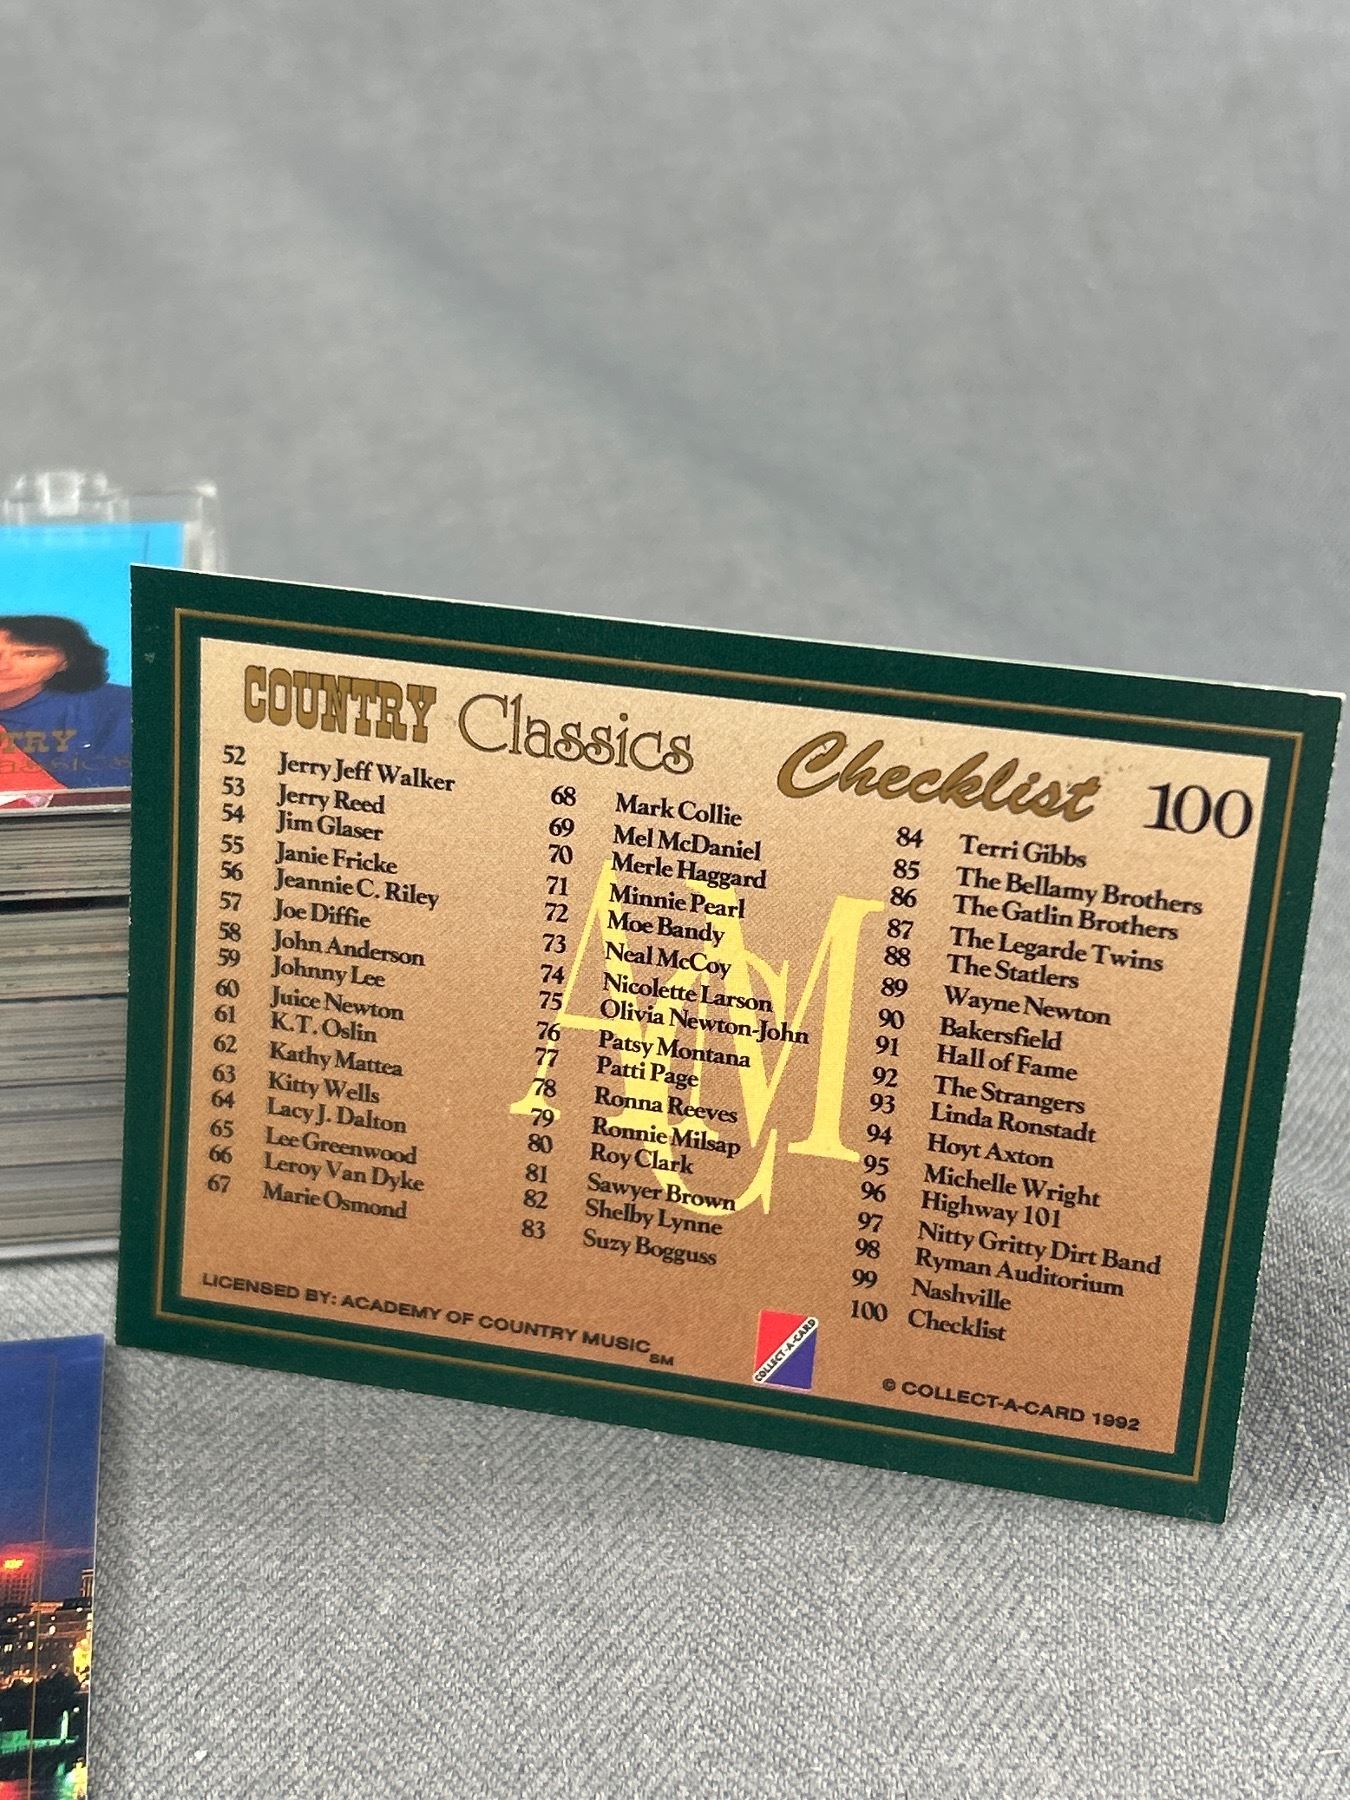 COUNTRY Classics Checklist 100
52 Jerry Jeff Walker
53 Jerry Reed
54 Jim Glaser
55 Janie Fricke
56 Jeannie C. Riley
57 Joe Diffie
58 John Anderson
59 Johnny Lee
60 Juice Newton
61 K.T. Oslin
62 Kathy Mattea
63 Kitty Wells
64 Lacy J. Dalton
65 Lee Greenwood
66 Leroy Van Dyke
67 Marie Osmond
68 Mark Collie
69 Mel McDaniel
70 Merle Haggard
71 Minnie Pearl
72 Moe Bandy
73 Neal McCoy
74 Nicolette Larson
75 Olivia Newton-John
76 Patsy Montana
77 Patti Page
78 Ronna Reeves
79 Ronnie Milsap
80 Roy Clark
81 Sawyer Brown
82 Shelby Lynne
83 Suzy Bogguss
84 Terri Gibbs
85 The Bellamy Brothers
86 The Gatlin Brothers
87 The Legarde Twins
88 The Statlers
89 Wayne Newton
90 Bakersfield
91 Hall of Fame
92 The Strangers
93 Linda Ronstadt
94 Hoyt Axton
95 Michelle Wright
96 Highway 101
97 Nitty Gritty Dirt Band
98 Ryman Auditorium
99 Nashville
100 Checklist
ACM
LICENSED BY: ACADEMY OF COUNTRY MUSIC SM
COLLECT-A-CARD
© COLLECT-A-CARD 1992
TRY
assics